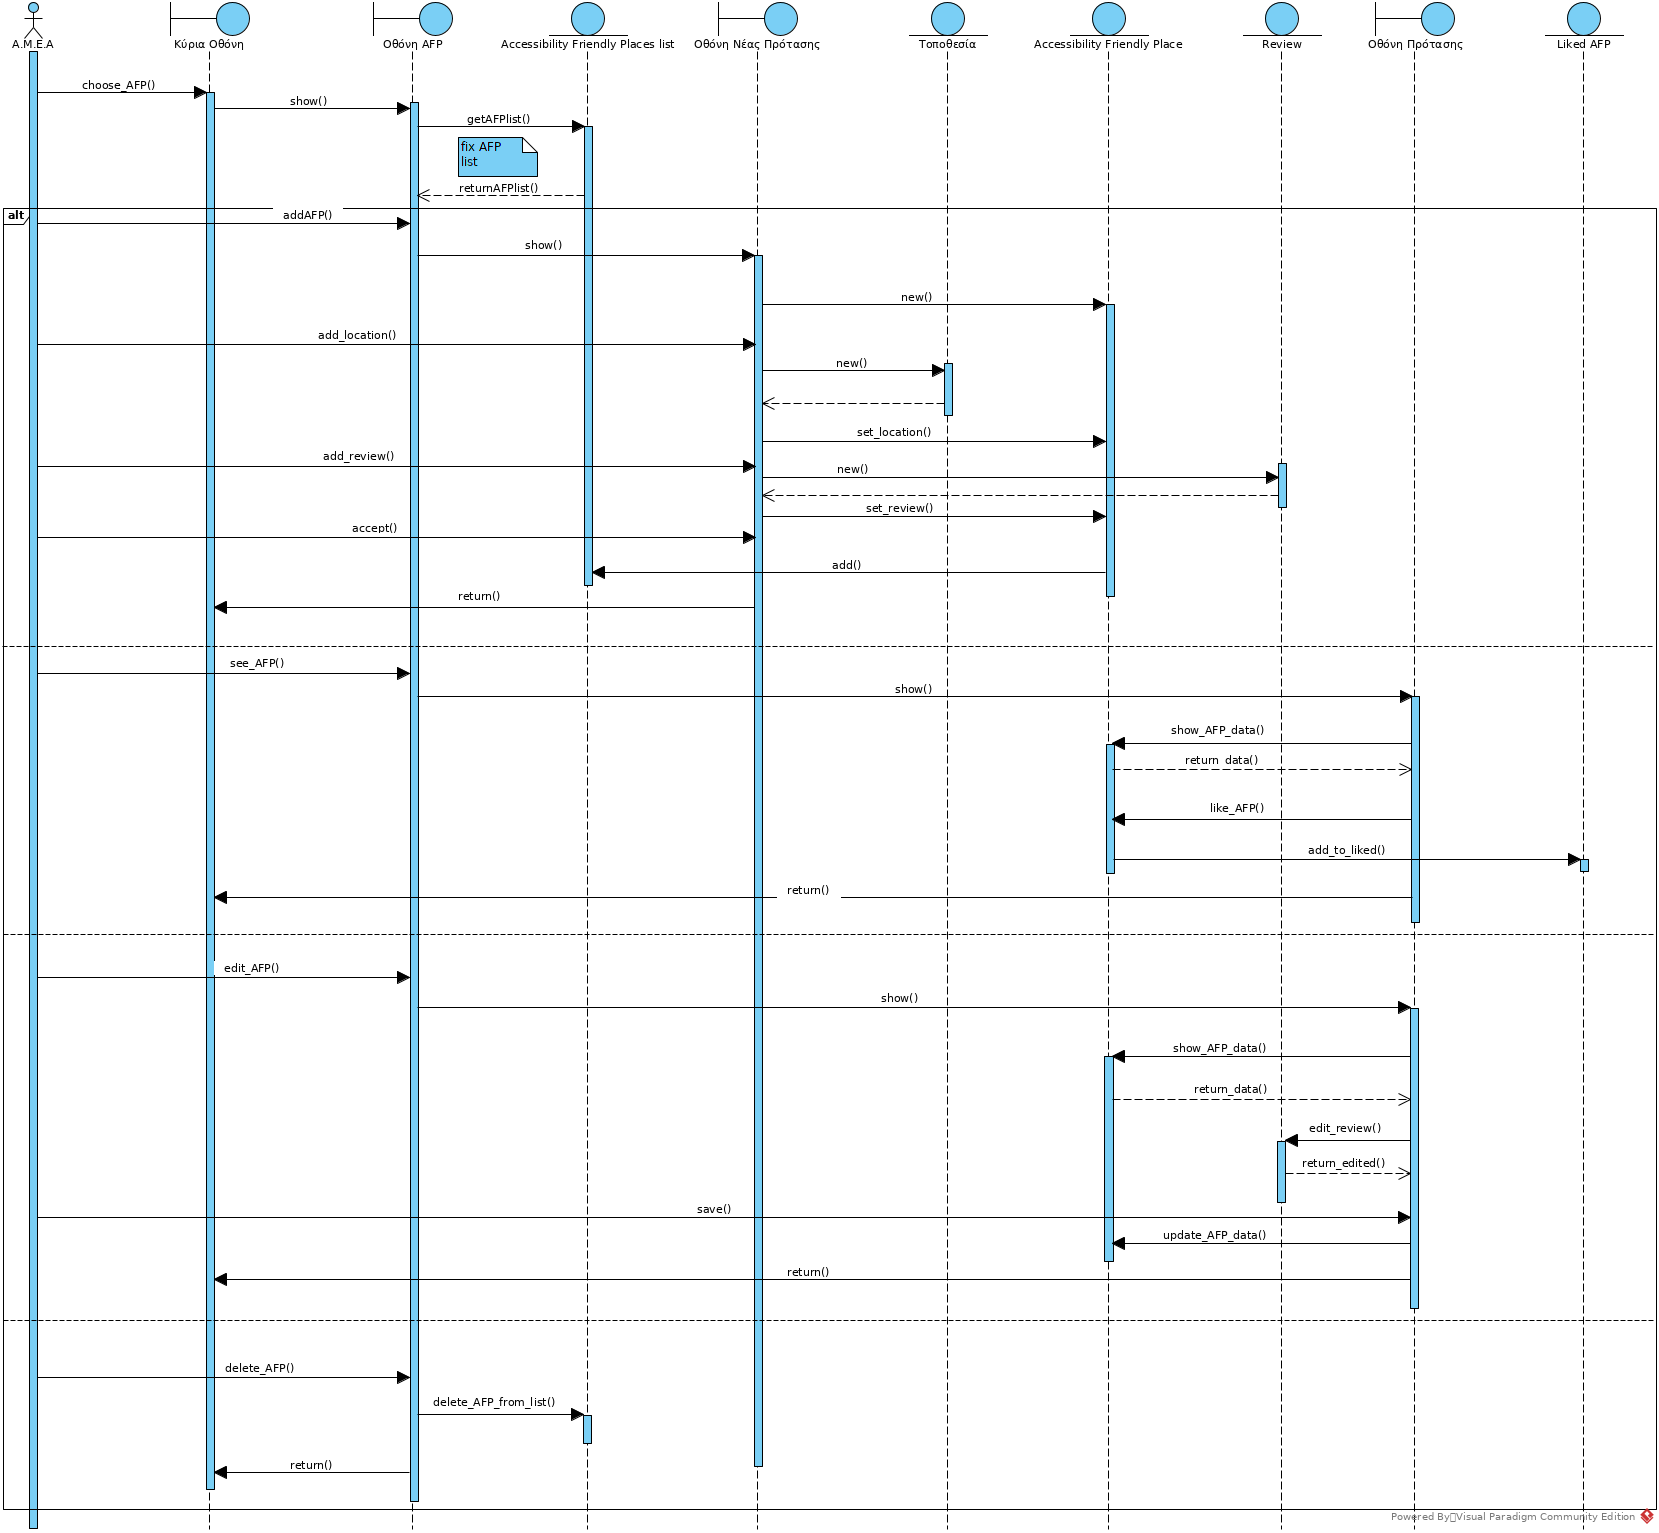 Α.Μ.Ε.Α
Κύρια Οθόνη
Οθόνη AFP
Accessibility Friendly Places list
Οθόνη Νέας Πρότασης
Τοποθεσία
Accessibility Friendly Place
Review
Οθόνη Πρότασης
Liked AFP
choose_AFP()
show()
getAFPlist()
fix AFP
list
returnAFPlist()
alt
addAFP()
show()
new()
add_location()
new()
set_location()
add_review()
new()
set_review()
accept()
add()
return()
see_AFP()
show()
show_AFP_data()
return_data()
like_AFP()
add_to_liked()
return()
edit_AFP()
show()
show_AFP_data()
return_data()
edit_review()
return_edited()
save()
update_AFP_data()
return()
delete_AFP()
delete_AFP_from_list()
return()
Powered By Visual Paradigm Community Edition